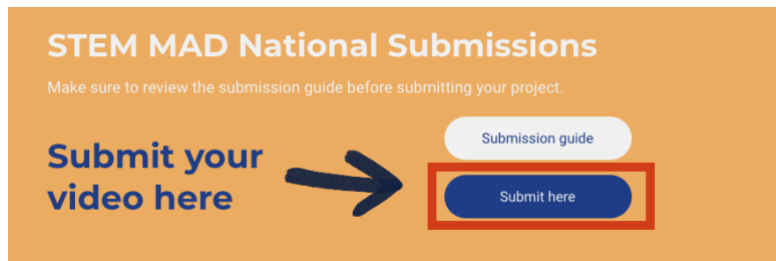 STEM MAD National Submissions
Make sure to review the submission guide before submitting your project.
Submit your
video here
Submission guide
Submit here